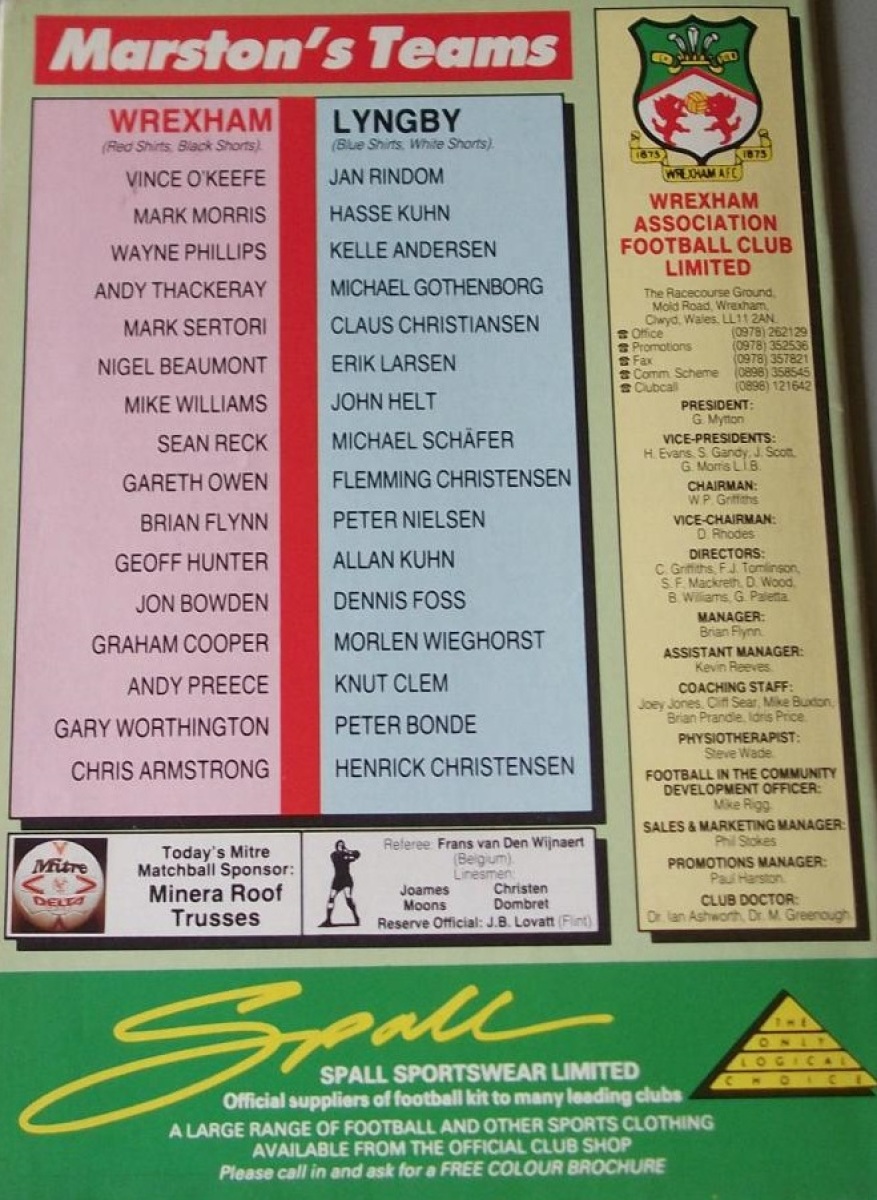 Marston's Teams
WREXHAM
(Red Shirts, Black Shorts).
VINCE O'KEEFE
MARK MORRIS
WAYNE PHILLIPS
ANDY THACKERAY
MARK SERTORI
NIGEL BEAUMONT
MIKE WILLIAMS
SEAN RECK
GARETH OWEN
BRIAN FLYNN
GEOFF HUNTER
JON BOWDEN
GRAHAM COOPER
ANDY PREECE
GARY WORTHINGTON
CHRIS ARMSTRONG
LYNGBY
(Blue Shirts, White Shorts).
JAN RINDOM
HASSE KUHN
KELLE ANDERSEN
MICHAEL GOTHENBORG
CLAUS CHRISTIANSEN
ERIK LARSEN
JOHN HELT
MICHAEL SCHÄFER
FLEMMING CHRISTENSEN
PETER NIELSEN
ALLAN KUHN
DENNIS FOSS
MORLEN WIEGHORST
KNUT CLEM
PETER BONDE
HENRICK CHRISTENSEN
Mitre
DELTA
Today's Mitre
Matchball Sponsor:
Minera Roof
Trusses
Referee: Frans van Den Wijnaert
(Belgium).
Linesmen:
Joames Christen
Moons Dombret
Reserve Official: J.B. Lovatt (Flint)
1873 1873
WREXHAM A.F.C
WREXHAM
ASSOCIATION
FOOTBALL CLUB
LIMITED
The Racecourse Ground,
Mold Road, Wrexham,
Clwyd, Wales, LL11 2AN.
☎ Office (0978) 262129
☎ Promotions (0978) 352536
☎ Fax (0978) 357821
☎ Comm. Scheme (0898) 358545
☎ Clubcall (0898) 121642
PRESIDENT:
G. Mytton
VICE-PRESIDENTS:
H. Evans, S. Gandy, J. Scott,
G. Morris L.I.B.
CHAIRMAN:
W.P. Griffiths
VICE-CHAIRMAN:
D. Rhodes
DIRECTORS:
C. Griffiths, F.J. Tomlinson,
S. F. Mackreth, D. Wood,
B. Williams, G. Paletta.
MANAGER:
Brian Flynn.
ASSISTANT MANAGER:
Kevin Reeves.
COACHING STAFF:
Joey Jones, Cliff Sear, Mike Buxton,
Brian Prandle, Idris Price.
PHYSIOTHERAPIST:
Steve Wade.
FOOTBALL IN THE COMMUNITY
DEVELOPMENT OFFICER:
Mike Rigg.
SALES & MARKETING MANAGER:
Phil Stokes
PROMOTIONS MANAGER:
Paul Harston.
CLUB DOCTOR:
Dr. Ian Ashworth, Dr. M. Greenough.
Spall
SPALL SPORTSWEAR LIMITED
Official suppliers of football kit to many leading clubs
A LARGE RANGE OF FOOTBALL AND OTHER SPORTS CLOTHING
AVAILABLE FROM THE OFFICIAL CLUB SHOP
Please call in and ask for a FREE COLOUR BROCHURE
THE
ONLY
LOGICAL
CHOICE